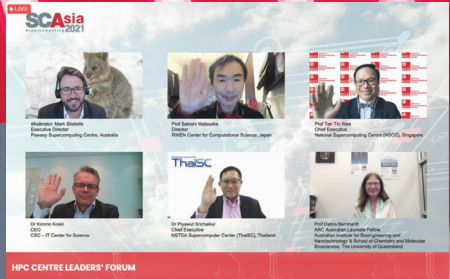 LIVE
SCAsia
Supercomputing 2021
Moderator: Mark Stickells
Executive Director
Pawsey Supercomputing Centre, Australia
Prof Satoshi Matsuoka
Director
RIKEN Center for Computational Science, Japan
Prof Tan Tin Wee
Chief Executive
National Supercomputing Centre (NSCC), Singapore
ThaiSC
Dr Kimmo Koski
CEO
CSC – IT Center for Science
Dr Piyawut Srichaikul
Chief Executive
NSTDA Supercomputer Center (ThaiSC), Thailand
Prof Debra Bernhardt
ARC Australian Laureate Fellow
Australian Institute for Bioengineering and
Nanotechnology & School of Chemistry and Molecular
Biosciences, The University of Queensland
HPC CENTRE LEADERS' FORUM